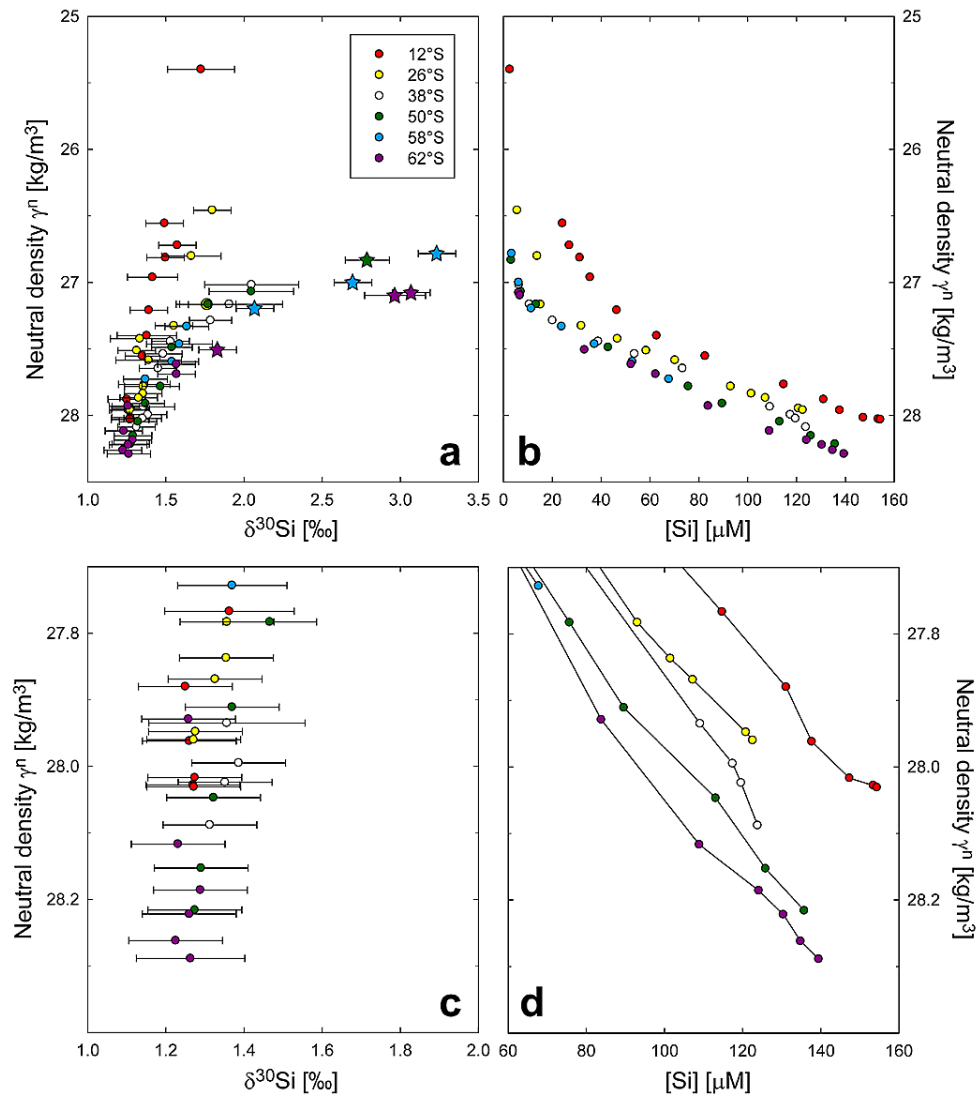 25
26
27
28
Neutral density γⁿ [kg/m³]
12°S
26°S
38°S
50°S
58°S
62°S
a
1.0 1.5 2.0 2.5 3.0 3.5
δ³⁰Si [‰]
25
26
27
28
Neutral density γⁿ [kg/m³]
b
0 20 40 60 80 100 120 140 160
[Si] [μM]
27.8
28.0
28.2
Neutral density γⁿ [kg/m³]
c
1.0 1.2 1.4 1.6 1.8 2.0
δ³⁰Si [‰]
27.8
28.0
28.2
Neutral density γⁿ [kg/m³]
d
60 80 100 120 140 160
[Si] [μM]